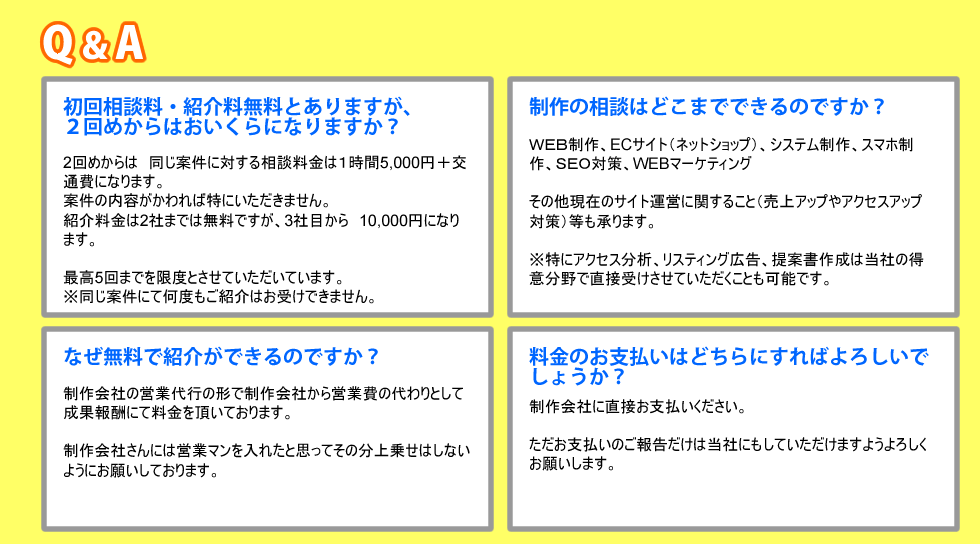 Q&A
初回相談料・紹介料無料とありますが、
２回めからはおいくらになりますか？
2回めからは　同じ案件に対する相談料金は１時間5,000円＋交
通費になります。
案件の内容がかわれば特にいただきません。
紹介料金は2社までは無料ですが、3社目から　10,000円になり
ます。
最高5回までを限度とさせていただいています。
※同じ案件にて何度もご紹介はお受けできません。
制作の相談はどこまでできるのですか？
ＷＥＢ制作、ECサイト（ネットショップ）、システム制作、スマホ制
作、ＳＥＯ対策、ＷＥＢマーケティング
その他現在のサイト運営に関すること（売上アップやアクセスアップ
対策）等も承ります。
※特にアクセス分析、リスティング広告、提案書作成は当社の得
意分野で直接受けさせていただくことも可能です。
なぜ無料で紹介ができるのですか？
制作会社の営業代行の形で制作会社から営業費の代わりとして
成果報酬にて料金を頂いております。
制作会社さんには営業マンを入れたと思ってその分上乗せはしない
ようにお願いしております。
料金のお支払いはどちらにすればよろしいで
しょうか？
制作会社に直接お支払いください。
ただお支払いのご報告だけは当社にもしていただけますようよろしく
お願いします。